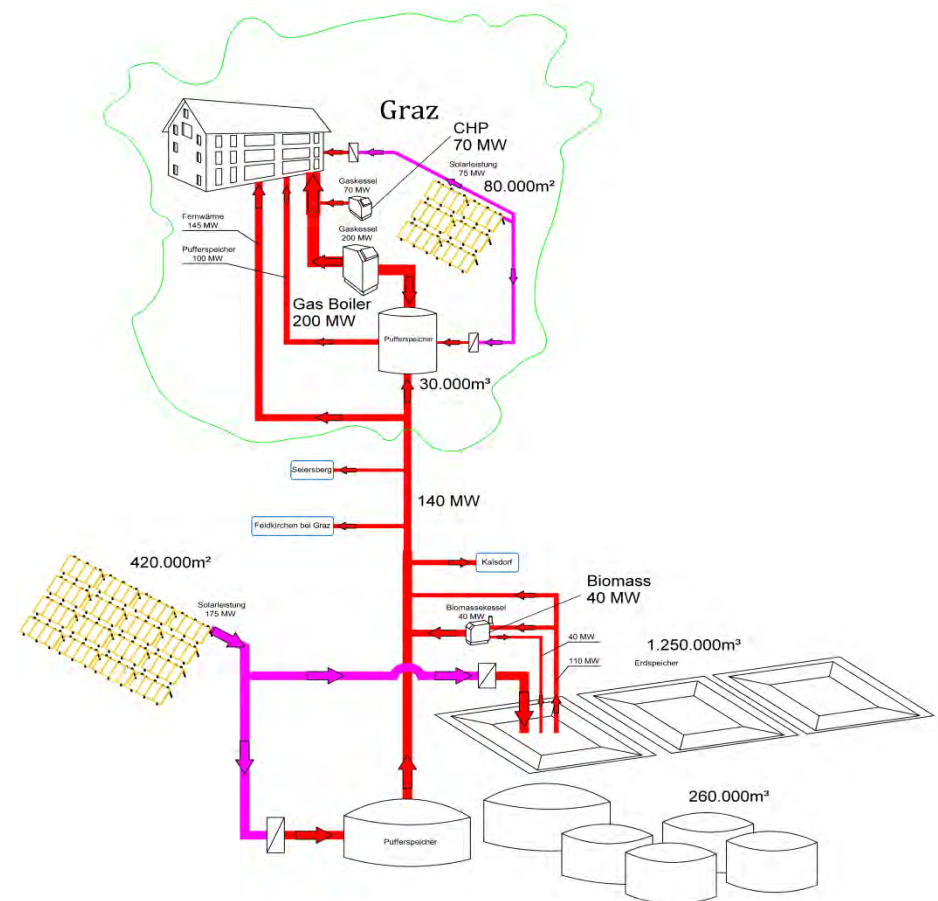 Graz
CHP
70 MW
Solarleistung
75 MW
80.000m²
Gaskessel
70 MW
Gaskessel
200 MW
Fernwärme
145 MW
Pufferspeicher
100 MW
Gas Boiler
200 MW
Pufferspeicher
30.000m³
Seiersberg
140 MW
Feldkirchen bei Graz
Kalsdorf
420.000m²
Solarleistung
175 MW
Biomass
40 MW
Biomassekessel
40 MW
40 MW
110 MW
1.250.000m³
Erdspeicher
260.000m³
Pufferspeicher